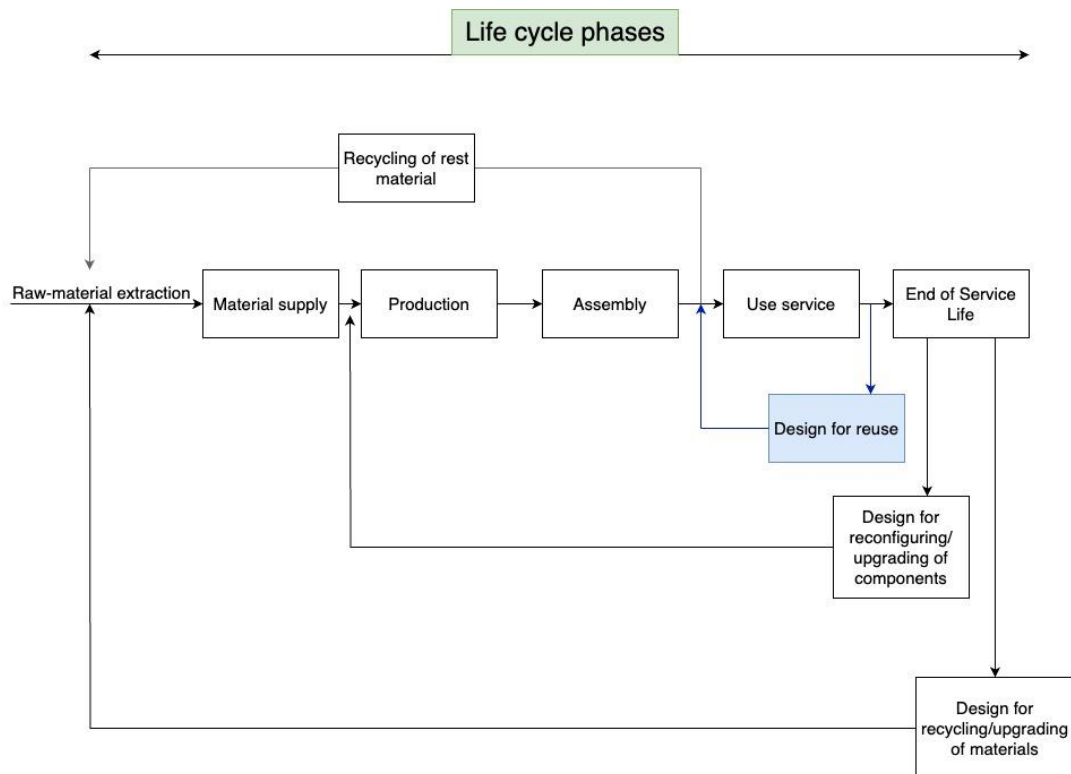 Life cycle phases
Recycling of rest
material
Raw-material extraction
Material supply
Production
Assembly
Use service
End of Service
Life
Design for reuse
Design for
reconfiguring/
upgrading of
components
Design for
recycling/upgrading
of materials